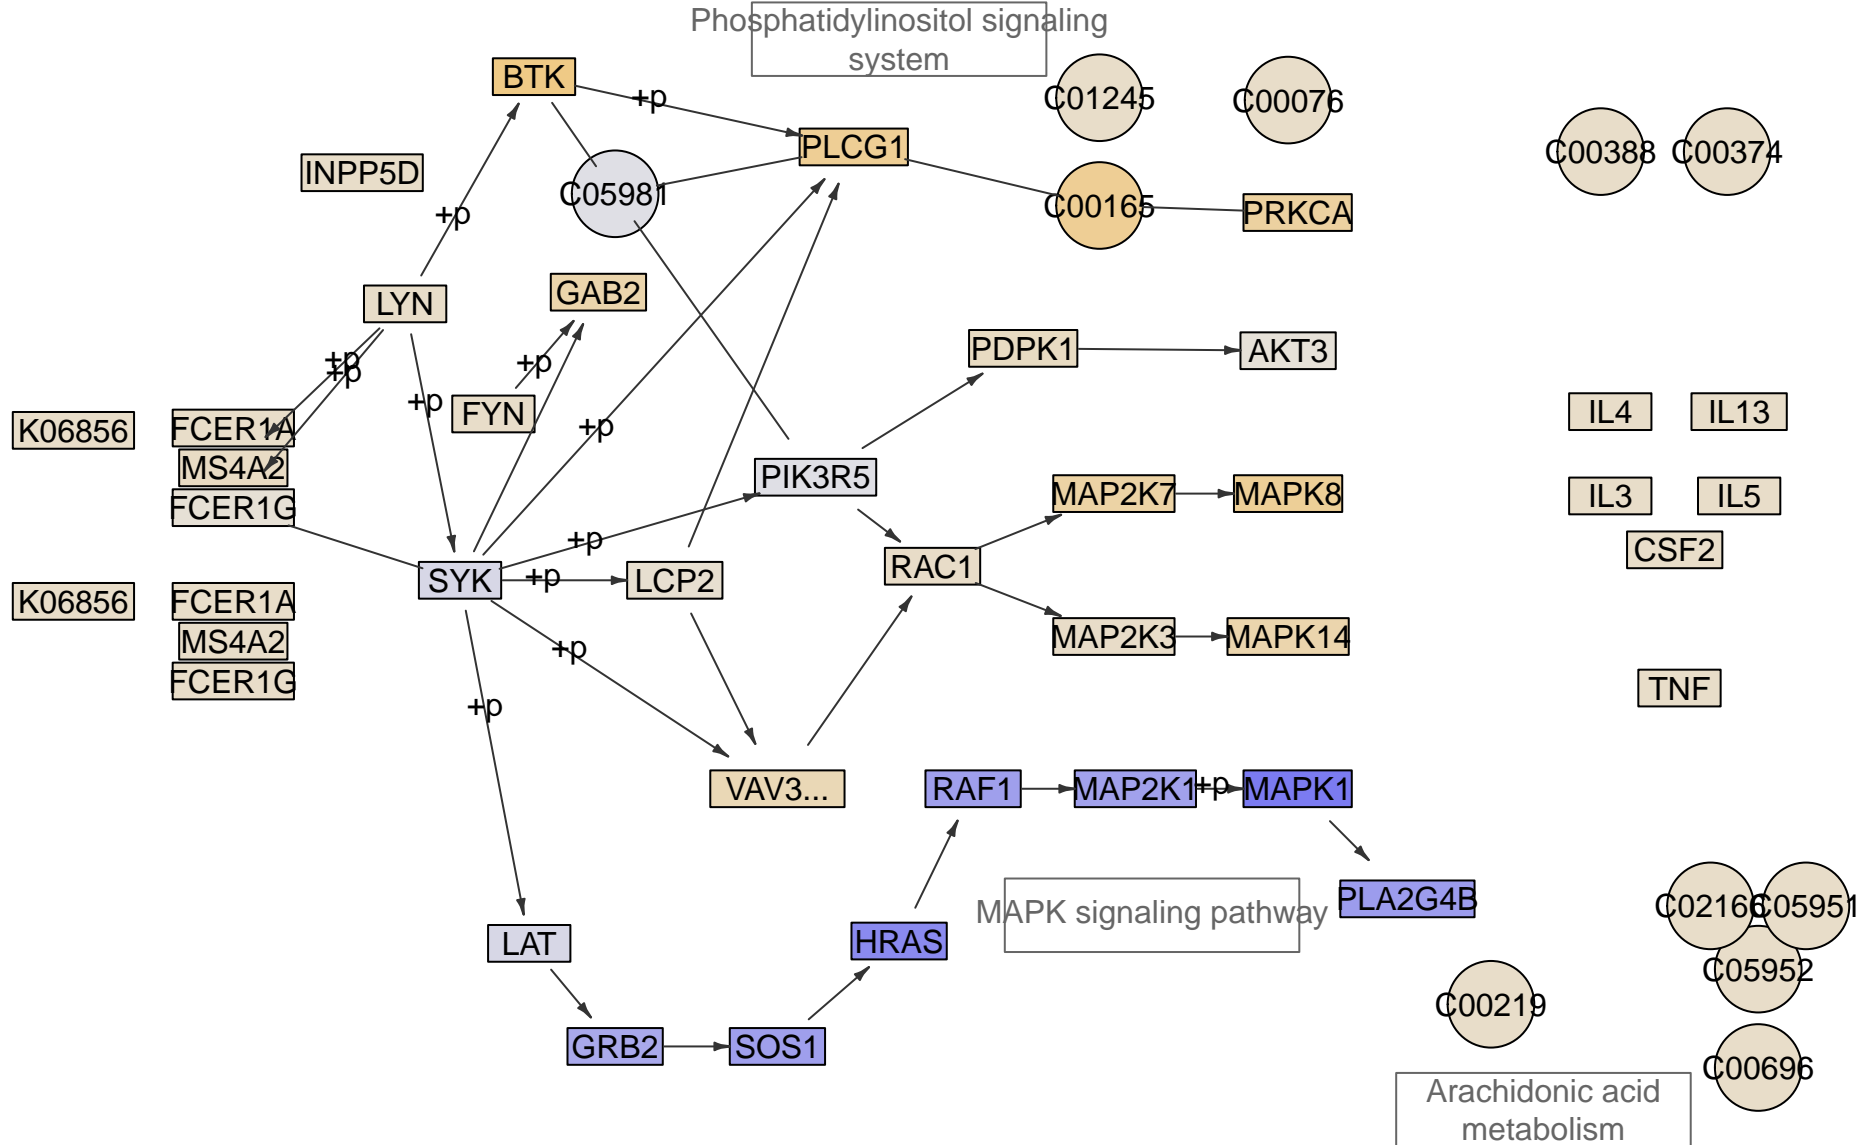 Phosphatidylinositol signaling
system
BTK
+p
C01245
C00076
PLCG1
C00388
C00374
INPP5D
C05981
C00165
PRKCA
+p
LYN
GAB2
+p
+p
+p
PDPK1
AKT3
+p
FYN
+p
K06856
FCER1A
IL4
IL13
MS4A2
PIK3R5
MAP2K7
MAPK8
IL3
IL5
FCER1G
+p
CSF2
SYK
+p
LCP2
RAC1
K06856
FCER1A
MS4A2
+p
MAP2K3
MAPK14
FCER1G
TNF
+p
VAV3...
RAF1
MAP2K1
+p
MAPK1
PLA2G4B
C02166
C05951
MAPK signaling pathway
LAT
HRAS
C05952
C00219
GRB2
SOS1
C00696
Arachidonic acid
metabolism